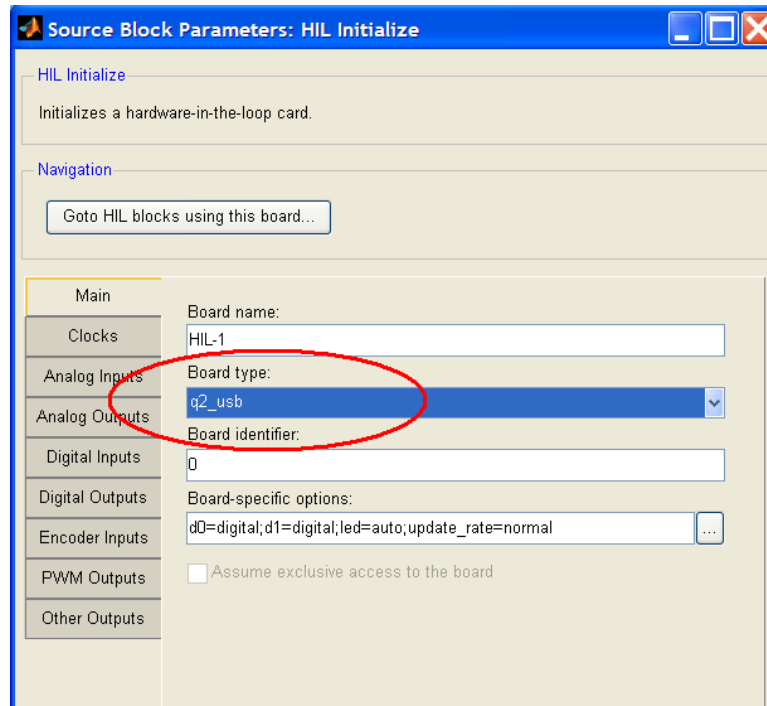 Source Block Parameters: HIL Initialize
HIL Initialize
Initializes a hardware-in-the-loop card.
Navigation
Goto HIL blocks using this board...
Main
Clocks
Analog Inputs
Analog Outputs
Digital Inputs
Digital Outputs
Encoder Inputs
PWM Outputs
Other Outputs
Board name:
HIL-1
Board type:
q2_usb
Board identifier:
0
Board-specific options:
d0=digital;d1=digital;led=auto;update_rate=normal
...
Assume exclusive access to the board